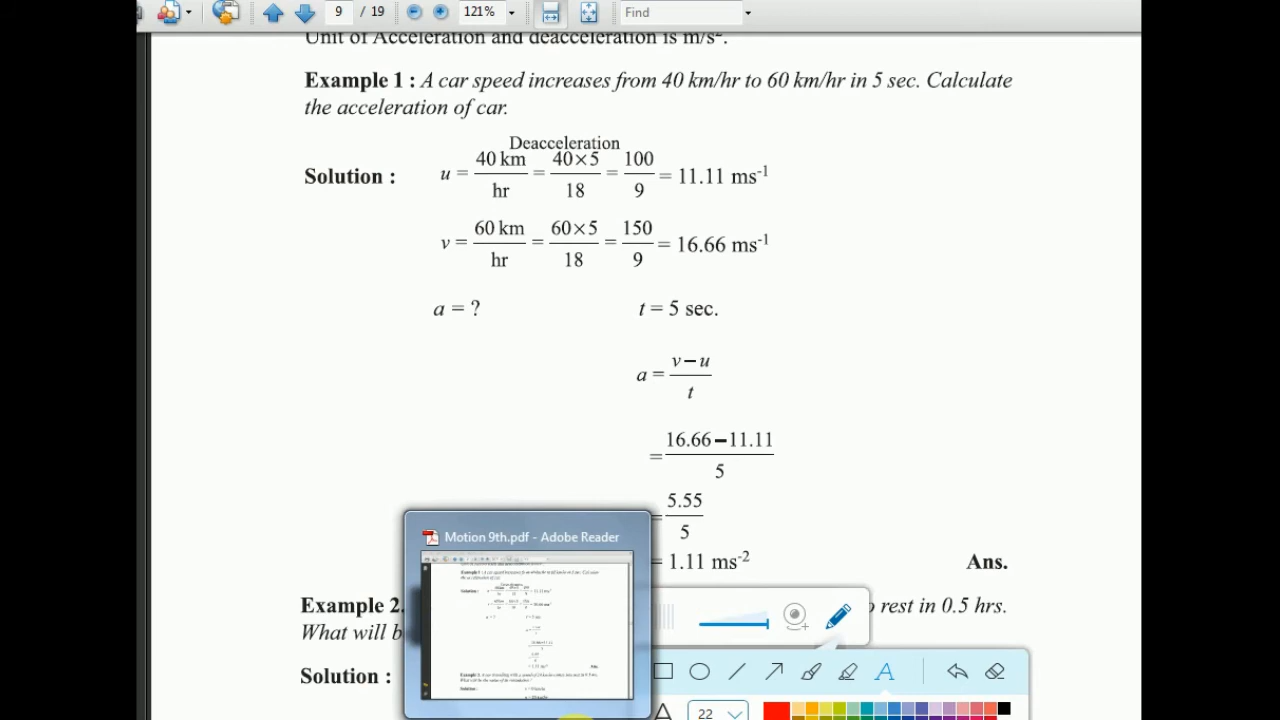 9 / 19 121% Find
Unit of Acceleration and deacceleration is m/s².
Example 1 : A car speed increases from 40 km/hr to 60 km/hr in 5 sec. Calculate
the acceleration of car.
Deacceleration
Solution : u = 40 km/hr = 40×5/18 = 100/9 = 11.11 ms⁻¹
v = 60 km/hr = 60×5/18 = 150/9 = 16.66 ms⁻¹
a = ? t = 5 sec.
a = v−u/t
= 16.66−11.11/5
= 5.55/5
= 1.11 ms⁻² Ans.
Motion 9th.pdf - Adobe Reader
Example 2. o rest in 0.5 hrs.
What will b
Solution :
A 22